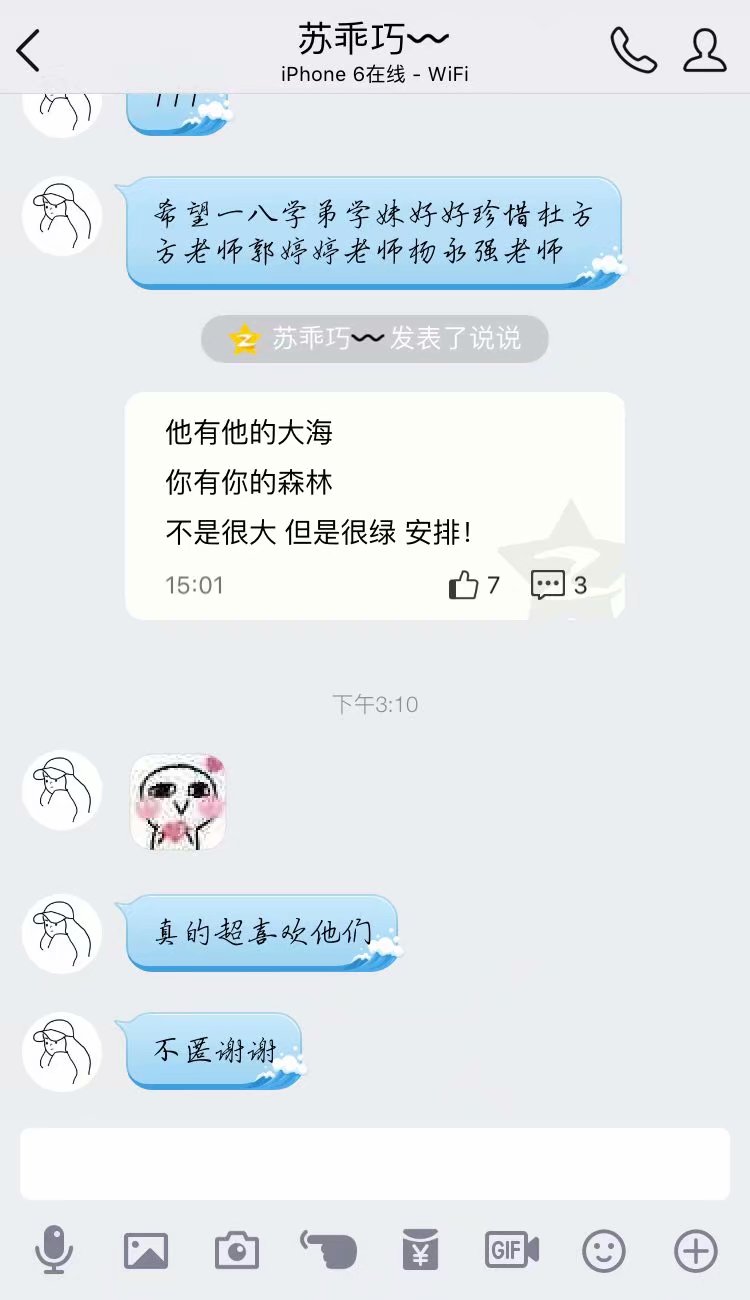 苏乖巧〰
iPhone 6在线 - WiFi
希望一八学弟学妹好好珍惜杜方
方老师郭婷婷老师杨永强老师
苏乖巧〰发表了说说
他有他的大海
你有你的森林
不是很大 但是很绿 安排！
15:01
7
3
下午3:10
真的超喜欢他们
不匿谢谢
GIF